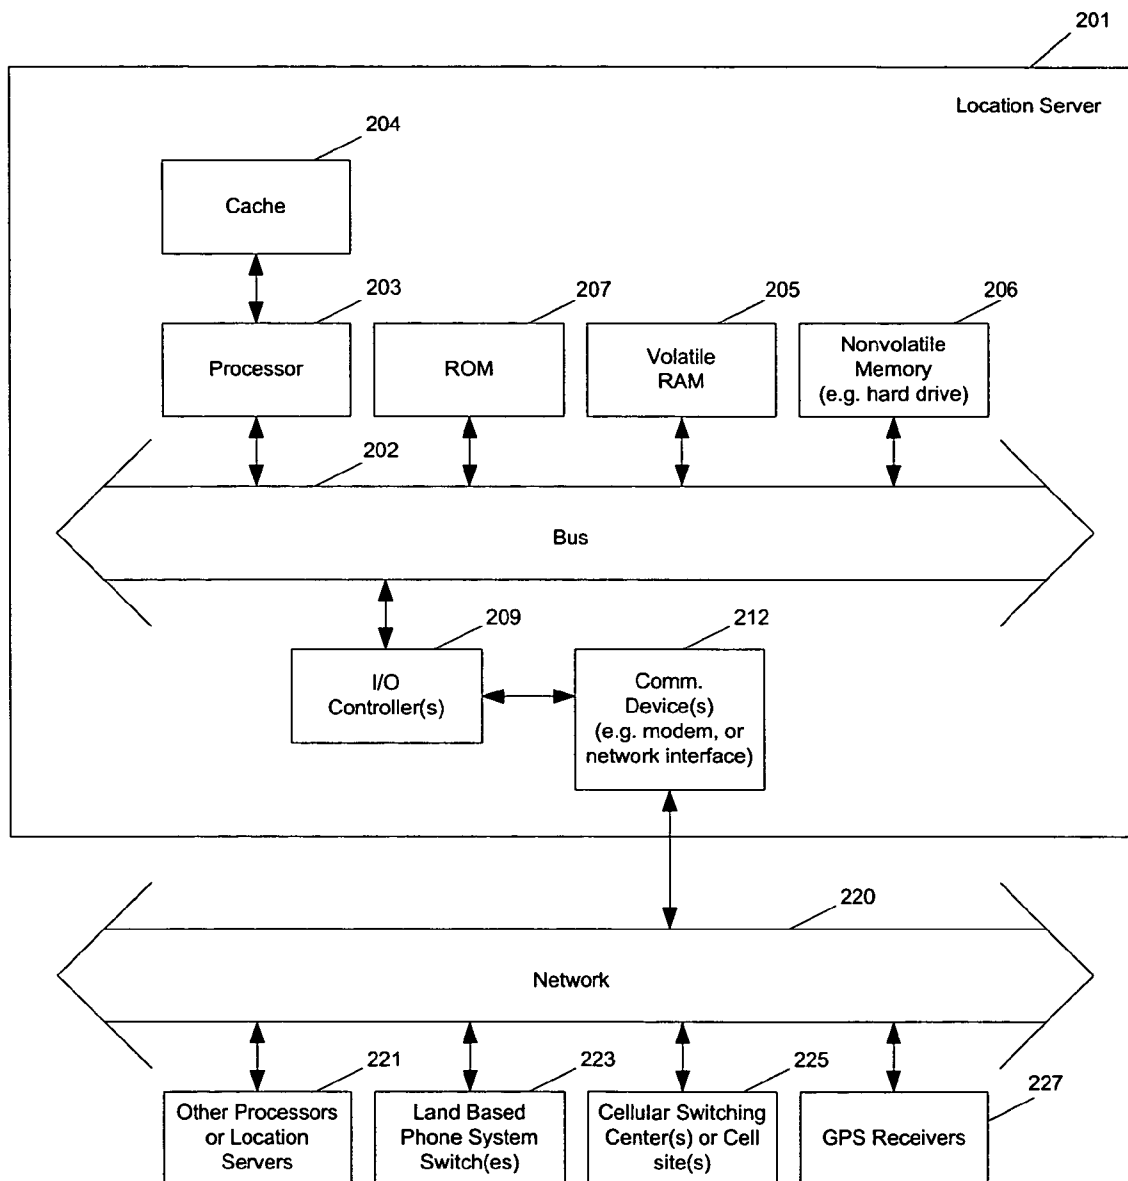 201
Location Server
204
Cache
203
207
205
206
Processor
ROM
Volatile
RAM
Nonvolatile
Memory
(e.g. hard drive)
202
Bus
209
212
I/O
Controller(s)
Comm.
Device(s)
(e.g. modem, or
network interface)
220
Network
221
223
225
227
Other Processors
or Location
Servers
Land Based
Phone System
Switch(es)
Cellular Switching
Center(s) or Cell
site(s)
GPS Receivers